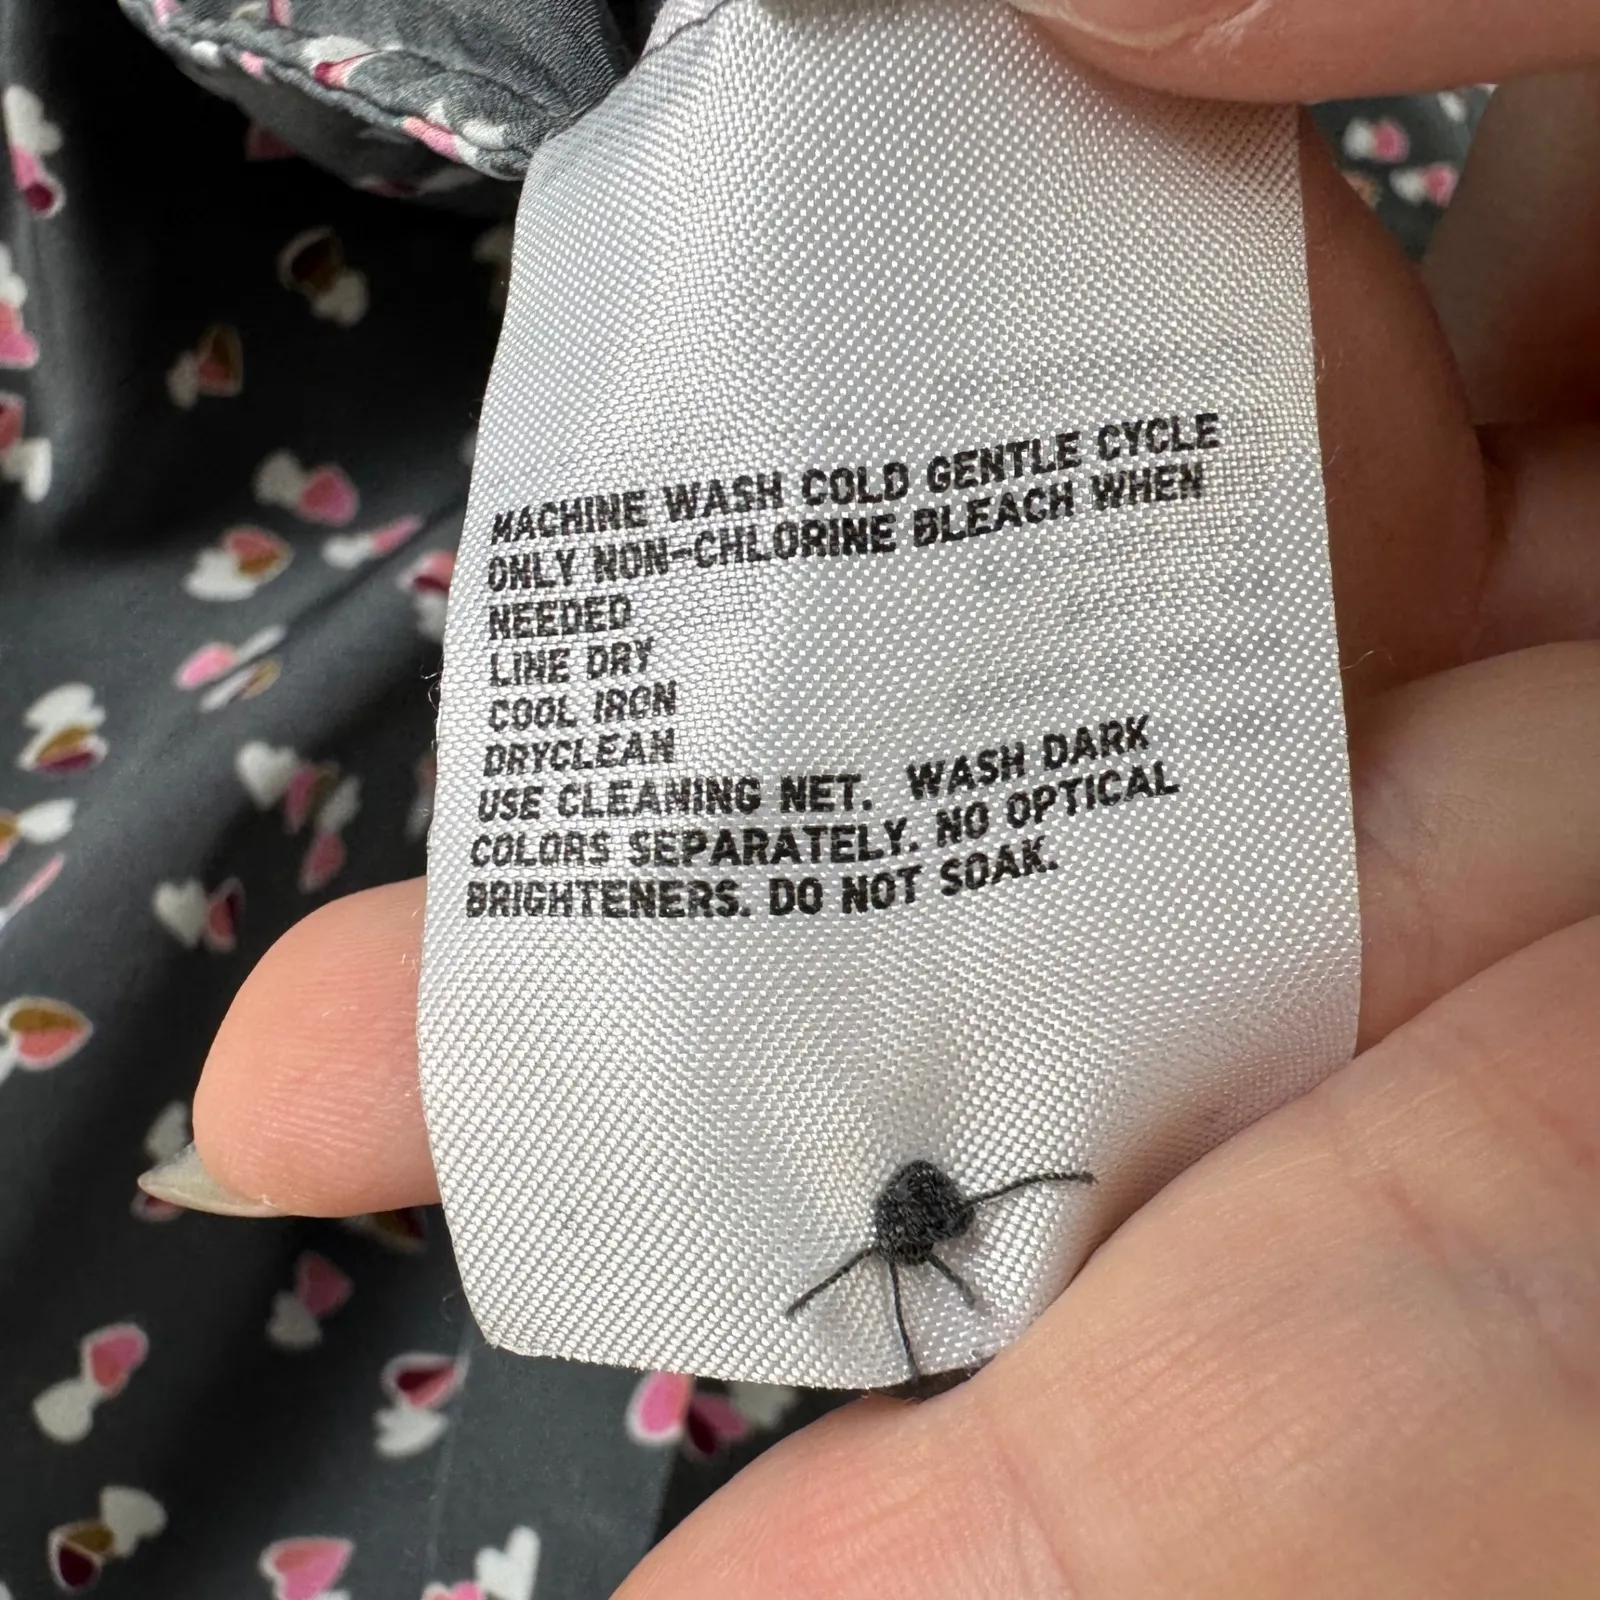 MACHINE WASH COLD GENTLE CYCLE
ONLY NON-CHLORINE BLEACH WHEN
NEEDED
LINE DRY
COOL IRON
DRYCLEAN
USE CLEANING NET. WASH DARK
COLORS SEPARATELY. NO OPTICAL
BRIGHTENERS. DO NOT SOAK.